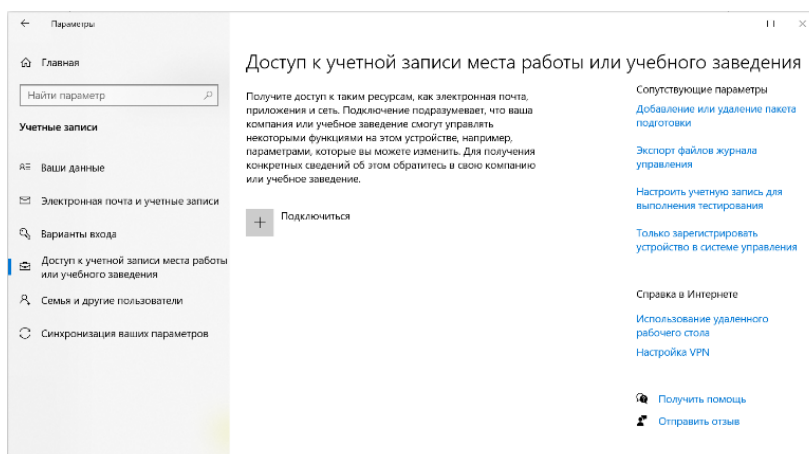 Параметры
Главная
Найти параметр
Учетные записи
Ваши данные
Электронная почта и учетные записи
Варианты входа
Доступ к учетной записи места работы
или учебного заведения
Семья и другие пользователи
Синхронизация ваших параметров
Доступ к учетной записи места работы или учебного заведения
Получите доступ к таким ресурсам, как электронная почта,
приложения и сеть. Подключение подразумевает, что ваша
компания или учебное заведение смогут управлять
некоторыми функциями на этом устройстве, например,
параметрами, которые вы можете изменить. Для получения
конкретных сведений об этом обратитесь в свою компанию
или учебное заведение.
Подключиться
Сопутствующие параметры
Добавление или удаление пакета
подготовки
Экспорт файлов журнала
управления
Настроить учетную запись для
выполнения тестирования
Только зарегистрировать
устройство в системе управления
Справка в Интернете
Использование удаленного
рабочего стола
Настройка VPN
Получить помощь
Отправить отзыв